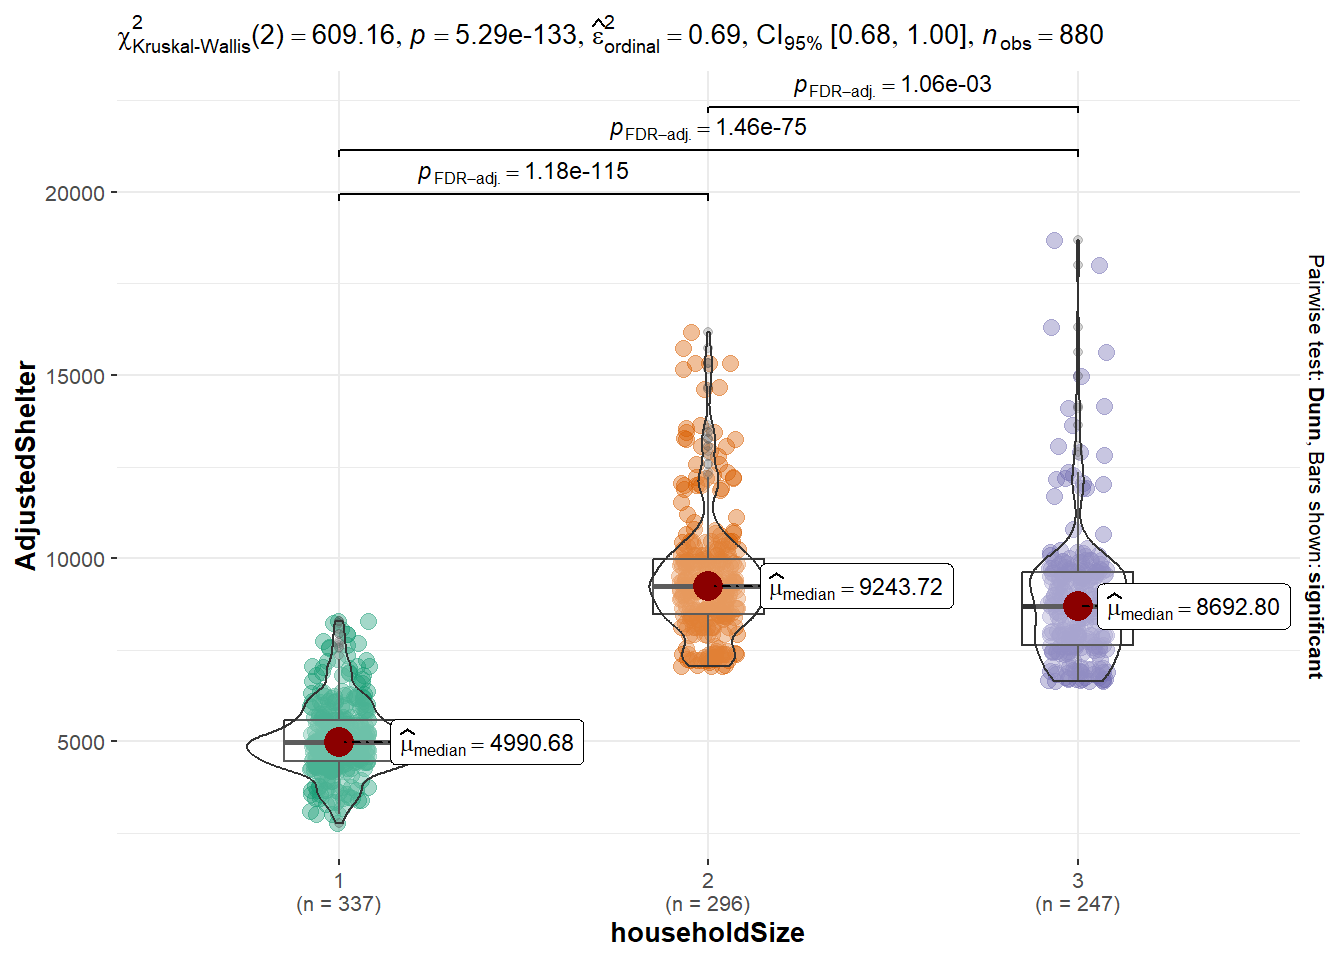 χ²Kruskal-Wallis(2) = 609.16, p = 5.29e-133, ε̂²ordinal = 0.69, CI95% [0.68, 1.00], nobs = 880
pFDR−adj. = 1.06e-03
pFDR−adj. = 1.46e-75
pFDR−adj. = 1.18e-115
20000
15000
10000
5000
AdjustedShelter
μ̂median = 9243.72
μ̂median = 8692.80
μ̂median = 4990.68
Pairwise test: Dunn, Bars shown: significant
1
(n = 337)
2
(n = 296)
3
(n = 247)
householdSize